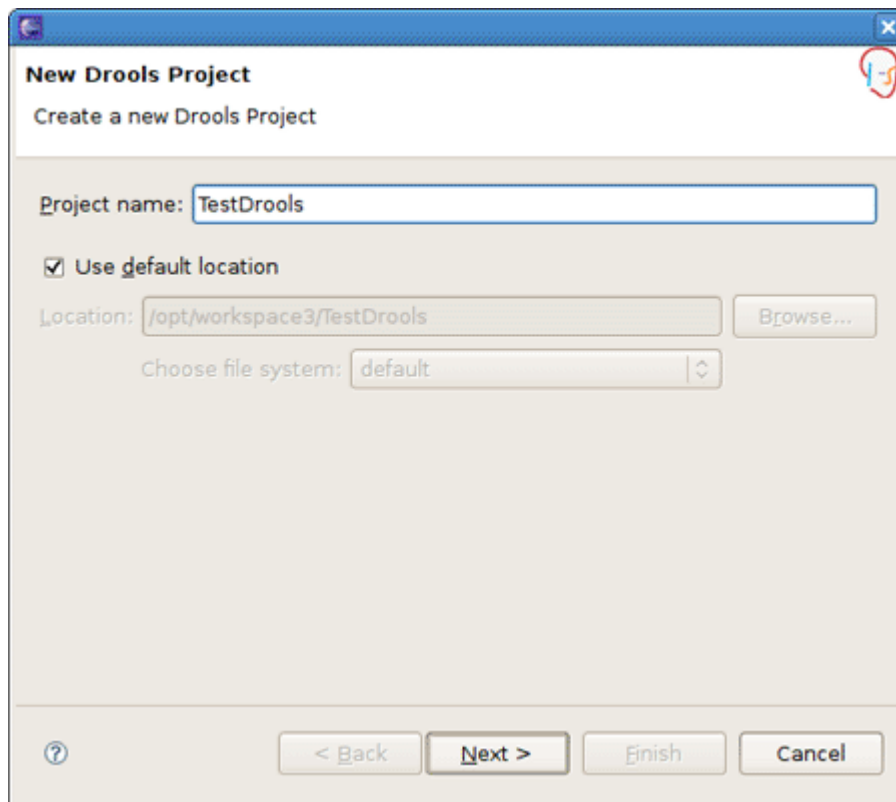 New Drools Project
Create a new Drools Project
Project name: TestDrools
Use default location
Location: /opt/workspace3/TestDrools Browse...
Choose file system: default
? < Back Next > Finish Cancel